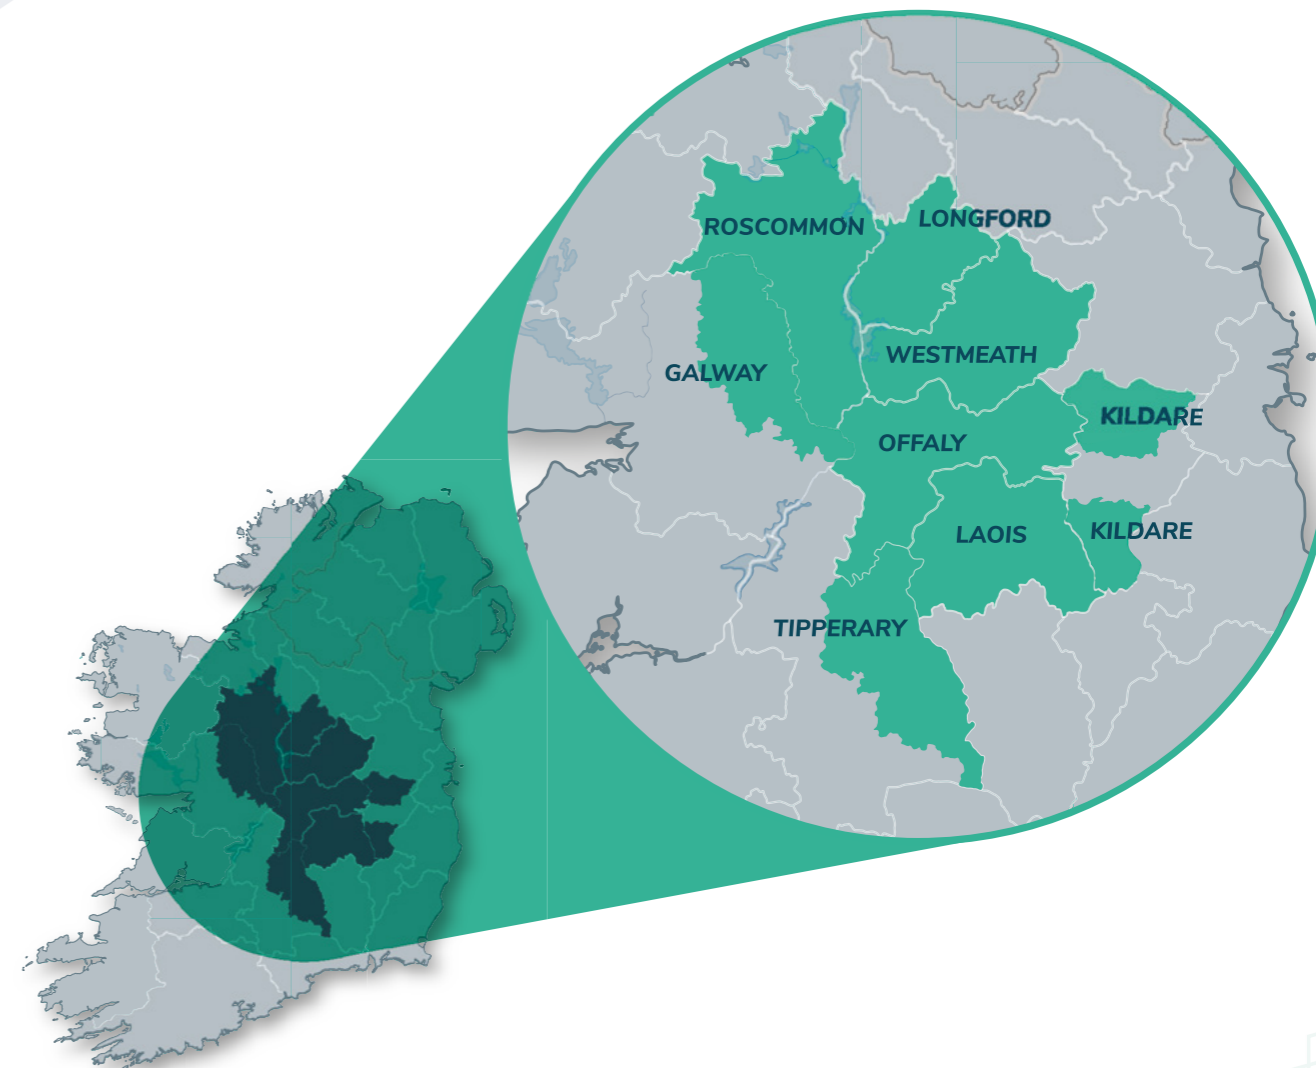 LONGFORD
ROSCOMMON
WESTMEATH
GALWAY
KILDARE
OFFALY
KILDARE
LAOIS
TIPPERARY